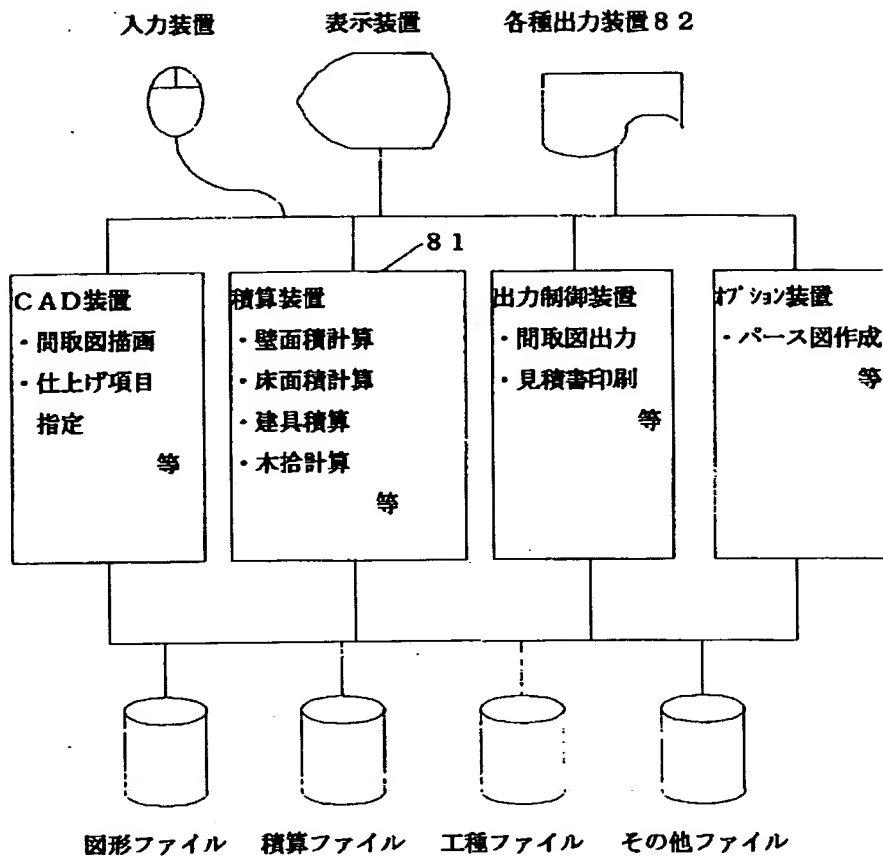 入力装置
表示装置
各種出力装置82
81
CAD装置
・間取図描画
・仕上げ項目
指定
等
積算装置
・壁面積計算
・床面積計算
・建具積算
・木拾計算
等
出力制御装置
・間取図出力
・見積書印刷
等
オプション装置
・パース図作成
等
図形ファイル
積算ファイル
工種ファイル
その他ファイル